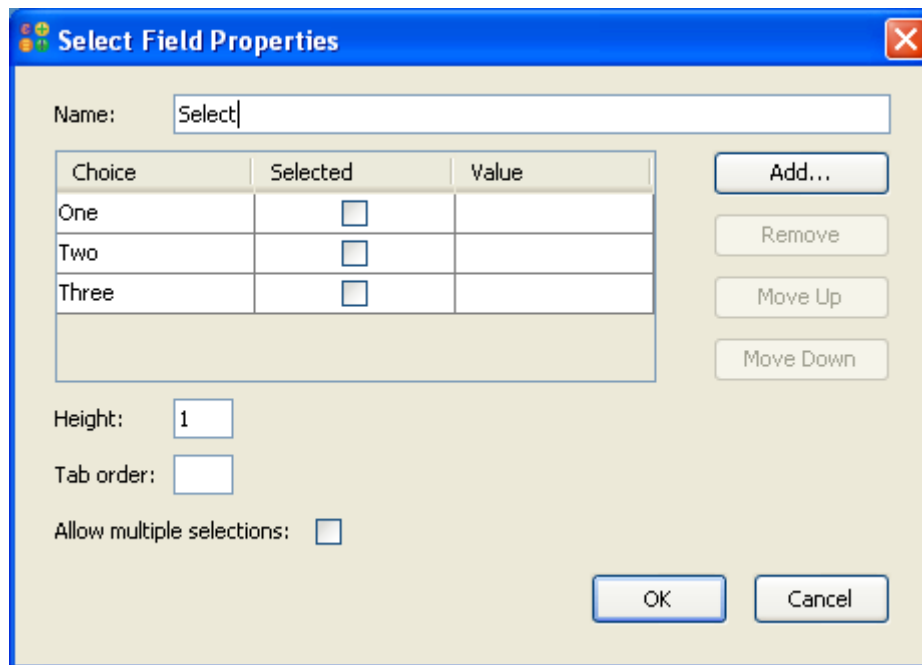 Select Field Properties
Name: Select
Choice Selected Value
Add...
One
Remove
Two
Three
Move Up
Move Down
Height: 1
Tab order:
Allow multiple selections:
OK Cancel